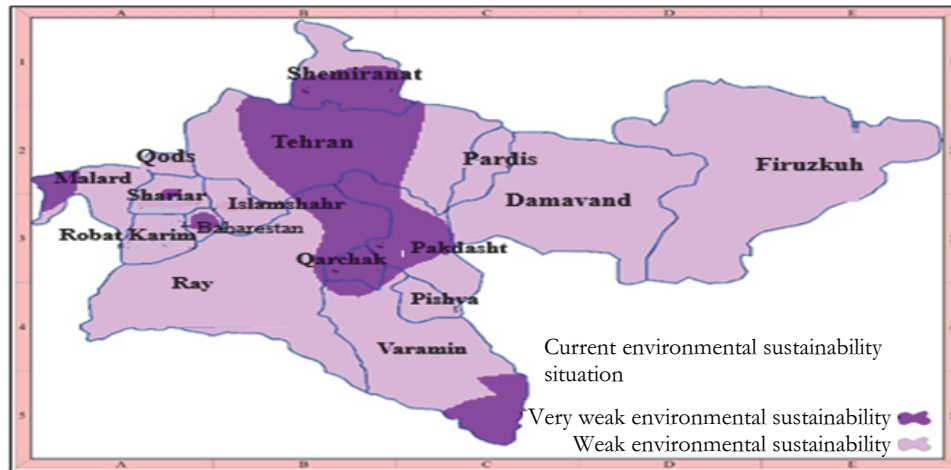 A B C D E
1
Shemiranat
2
Tehran
Qods
Pardis
Firuzkuh
Malard
Shariar
Islamshahr
Damavand
Robat Karim
Baharestan
3
Qarchak
Pakdasht
Ray
Pishva
4
Varamin
Current environmental sustainability
situation
5
Very weak environmental sustainability
Weak environmental sustainability
A B C D E